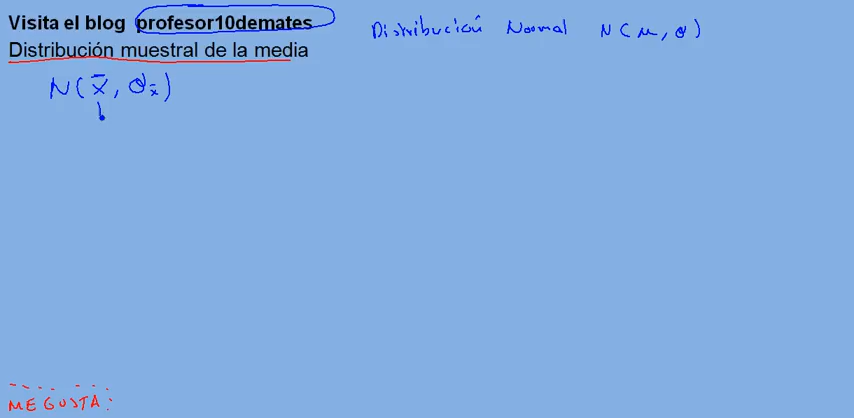 Visita el blog profesor10demates
Distribución Normal N(μ, σ)
Distribución muestral de la media
N(x̄, σx̄)
ME GUSTA: